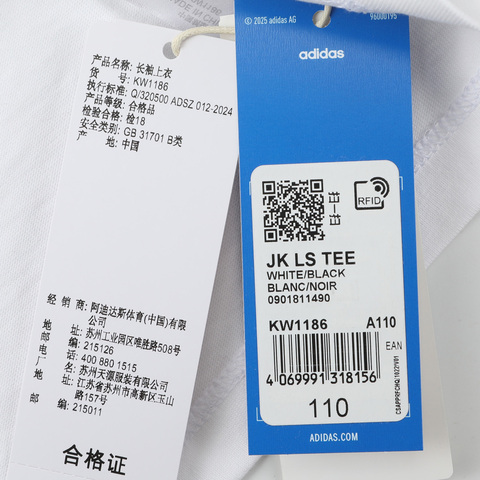 产品名称: 长袖上衣
货 号: KW1186
执行标准: Q/320500 ADSZ 012-2024
产品等级: 合格品
检验合格: 检18
安全类别: GB 31701 B类
产 地: 中国
经 销 商: 阿迪达斯体育(中国)有限
公司
地 址: 苏州工业园区唯胜路508号
邮 编: 215126
电 话: 400 880 1515
厂 名: 苏州天源服装有限公司
地 址: 江苏省苏州市高新区玉山
路157号
邮 编: 215011
合格证
© 2025 adidas AG
96000195
adidas
RFID
JK LS TEE
WHITE/BLACK
BLANC/NOIR
0901811490
KW1186 A110
EAN
4 069991 318156
110
ADIDAS.COM